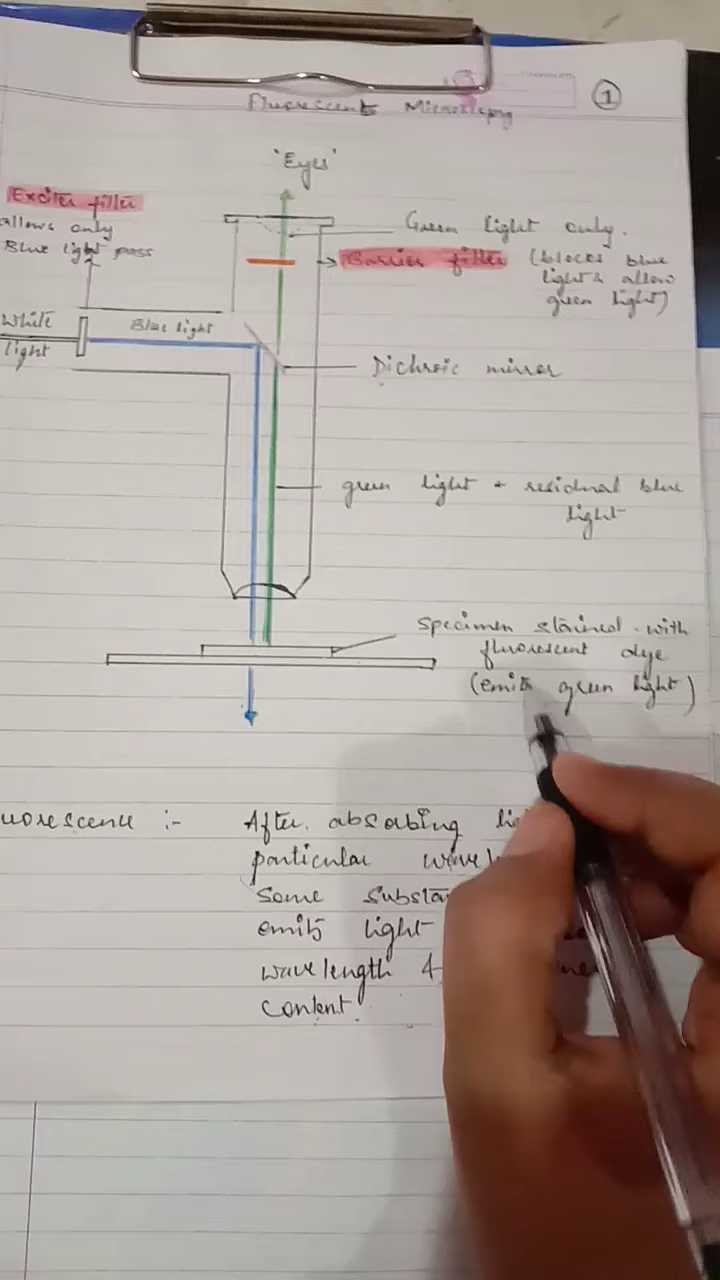 1
Fluorescent Microscopy
'Eyes'
Exciter filter
allows only
Blue light pass
Green light only.
Barrier filter (blocks blue
light & allow
green light)
White
light
Blue light
Dichroic mirror
green light + residual blue
light
Specimen stained with
fluorescent dye
(emits green light)
uorescence :- After absorbing
particular
Some
emits light
wavelength &
content